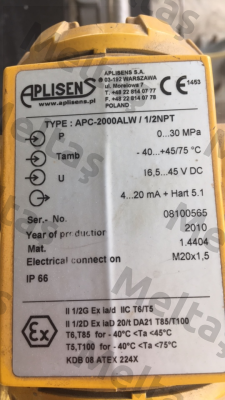 APLISENS
www.aplisens.pl
APLISENS S.A.
03-192 WARSZAWA
ul. Morelowa 7
T. +48 22 814 07 77
F. +48 22 814 07 78
POLAND
CE 1453
TYPE : APC-2000ALW / 1/2NPT
P 0...30 MPa
Tamb - 40...+45/75 °C
U 16,5...45 V DC
4...20 mA + Hart 5.1
Ser.- No. 08100565
Year of production 2010
Mat. 1.4404
Electrical connection M20x1,5
IP 66
Ex
II 1/2G Ex ia/d IIC T6/T5
II 1/2D Ex iaD 20/t DA21 T85/T100
T6,T85 for - 40°C <Ta <45°C
T5,T100 for - 40°C <Ta <75°C
KDB 08 ATEX 224X
Meltaş